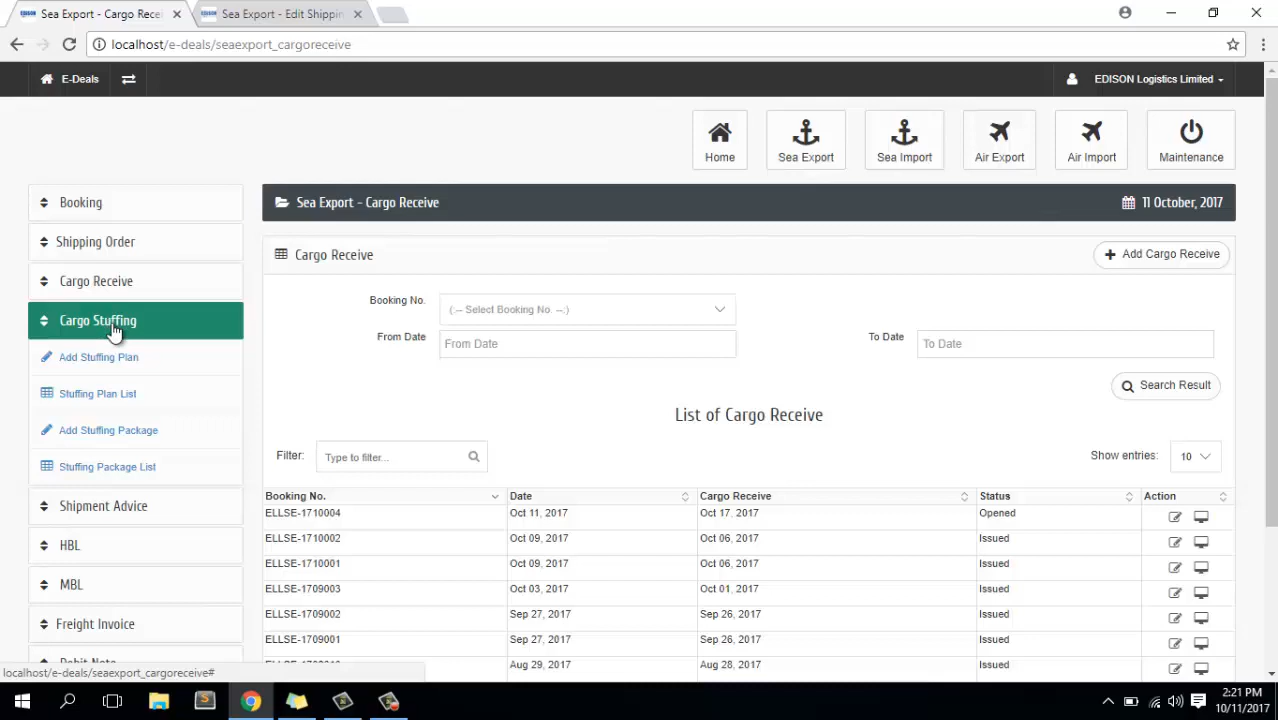 Sea Export - Cargo Rece
Sea Export - Edit Shippin
localhost/e-deals/seaexport_cargoreceive
E-Deals
EDISON Logistics Limited
Home
Sea Export
Sea Import
Air Export
Air Import
Maintenance
Booking
Shipping Order
Cargo Receive
Cargo Stuffing
Add Stuffing Plan
Stuffing Plan List
Add Stuffing Package
Stuffing Package List
Shipment Advice
HBL
MBL
Freight Invoice
Debit Note
Sea Export - Cargo Receive
11 October, 2017
Cargo Receive
Add Cargo Receive
Booking No.
(:-- Select Booking No. --:)
From Date
From Date
To Date
To Date
Search Result
List of Cargo Receive
Filter:
Type to filter...
Show entries:
10
Booking No. Date Cargo Receive Status Action
ELLSE-1710004 Oct 11, 2017 Oct 17, 2017 Opened
ELLSE-1710002 Oct 09, 2017 Oct 06, 2017 Issued
ELLSE-1710001 Oct 09, 2017 Oct 06, 2017 Issued
ELLSE-1709003 Oct 03, 2017 Oct 01, 2017 Issued
ELLSE-1709002 Sep 27, 2017 Sep 26, 2017 Issued
ELLSE-1709001 Sep 27, 2017 Sep 26, 2017 Issued
Aug 29, 2017 Aug 28, 2017 Issued
localhost/e-deals/seaexport_cargoreceive#
2:21 PM
10/11/2017